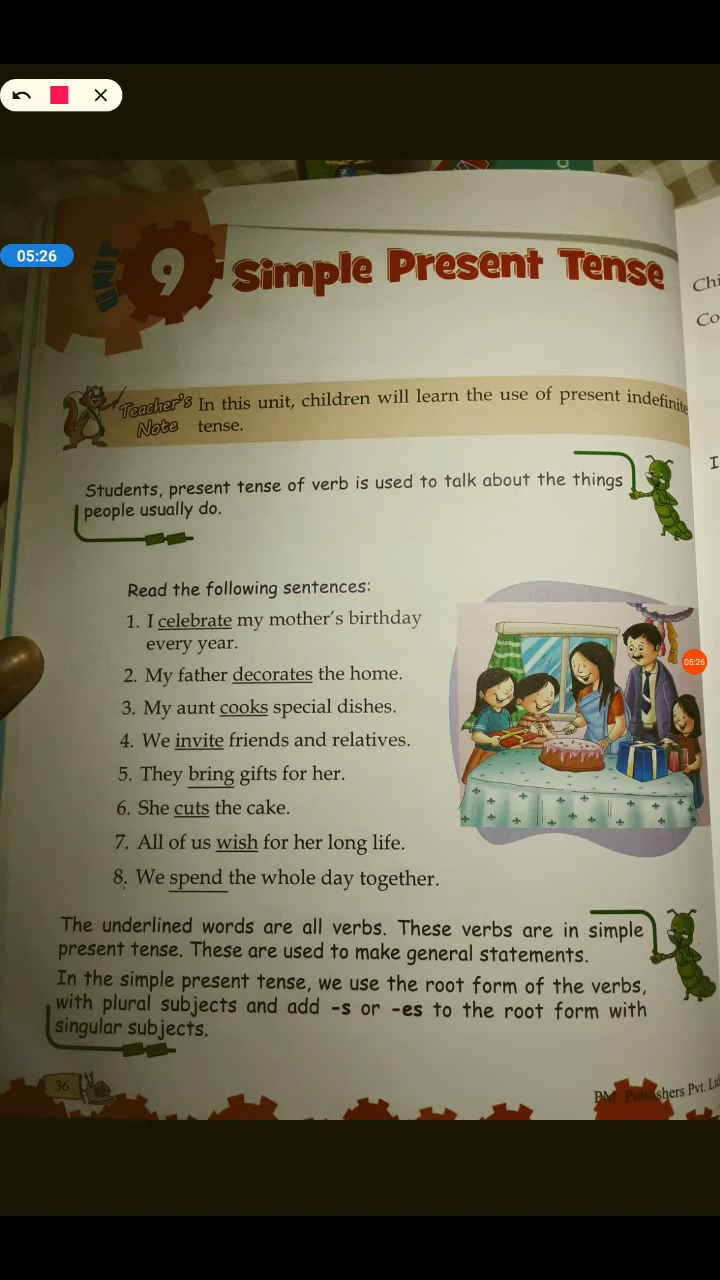 05:26
UNIT
9
Simple Present Tense
Teacher's Note
In this unit, children will learn the use of present indefinite
tense.
Students, present tense of verb is used to talk about the things
people usually do.
Read the following sentences:
1. I celebrate my mother's birthday
every year.
2. My father decorates the home.
3. My aunt cooks special dishes.
4. We invite friends and relatives.
5. They bring gifts for her.
6. She cuts the cake.
7. All of us wish for her long life.
8. We spend the whole day together.
05:26
The underlined words are all verbs. These verbs are in simple
present tense. These are used to make general statements.
In the simple present tense, we use the root form of the verbs,
with plural subjects and add -s or -es to the root form with
singular subjects.
36
PM Publishers Pvt.
Chi
Co
I